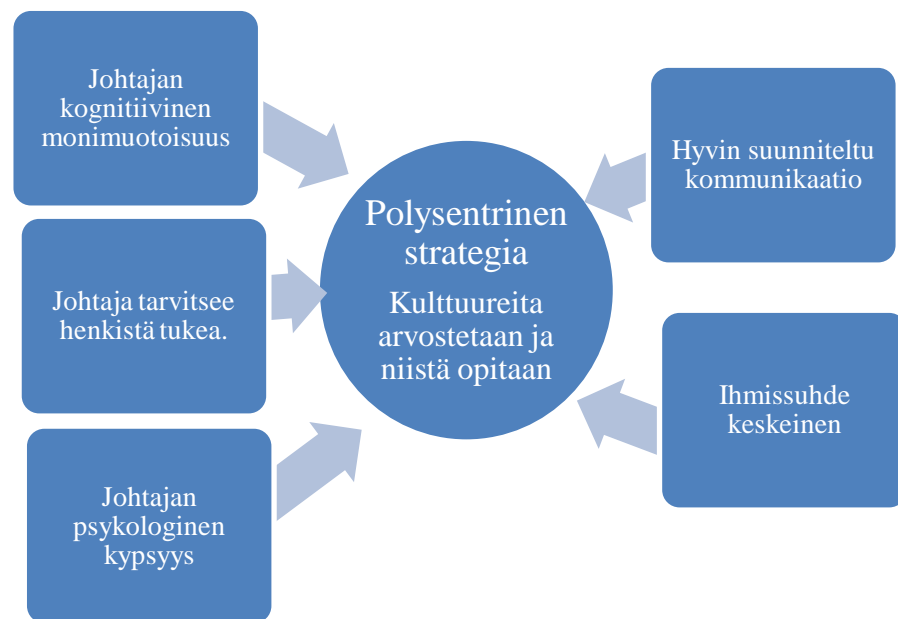 Johtajan
kognitiivinen
monimuotoisuus
Johtaja tarvitsee
henkistä tukea.
Johtajan
psykologinen
kypsyys
Polysentrinen
strategia
Kulttuureita
arvostetaan ja
niistä opitaan
Hyvin suunniteltu
kommunikaatio
Ihmissuhde
keskeinen